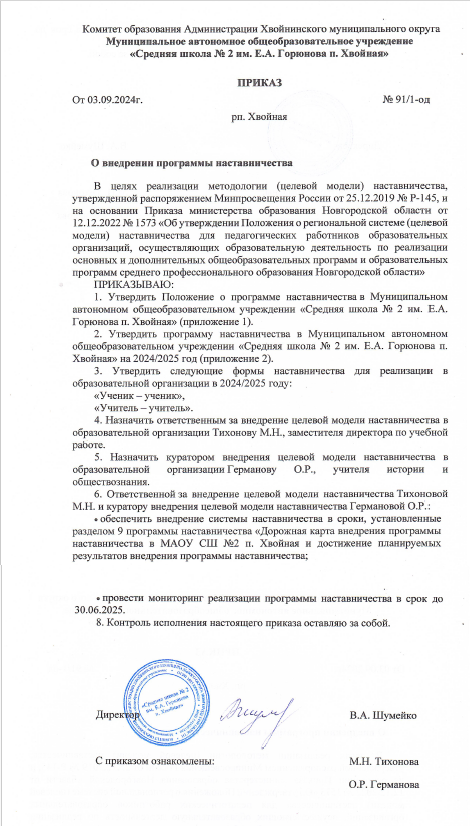 Комитет образования Администрации Хвойнинского муниципального округа
Муниципальное автономное общеобразовательное учреждение
«Средняя школа № 2 им. Е.А. Горюнова п. Хвойная»
ПРИКАЗ
От 03.09.2024г. № 91/1-од
рп. Хвойная
О внедрении программы наставничества
В целях реализации методологии (целевой модели) наставничества,
утвержденной распоряжением Минпросвещения России от 25.12.2019 № Р-145, и
на основании Приказа министерства образования Новгородской области от
12.12.2022 № 1573 «Об утверждении Положения о региональной системе (целевой
модели) наставничества для педагогических работников образовательных
организаций, осуществляющих образовательную деятельность по реализации
основных и дополнительных общеобразовательных программ и образовательных
программ среднего профессионального образования Новгородской области»
ПРИКАЗЫВАЮ:
1. Утвердить Положение о программе наставничества в Муниципальном
автономном общеобразовательном учреждении «Средняя школа № 2 им. Е.А.
Горюнова п. Хвойная» (приложение 1).
2. Утвердить программу наставничества в Муниципальном автономном
общеобразовательном учреждении «Средняя школа № 2 им. Е.А. Горюнова п.
Хвойная» на 2024/2025 год (приложение 2).
3. Утвердить следующие формы наставничества для реализации в
образовательной организации в 2024/2025 году:
«Ученик – ученик»,
«Учитель – учитель».
4. Назначить ответственным за внедрение целевой модели наставничества в
образовательной организации Тихонову М.Н., заместителя директора по учебной
работе.
5. Назначить куратором внедрения целевой модели наставничества в
образовательной организации Германову О.Р., учителя истории и
обществознания.
6. Ответственной за внедрение целевой модели наставничества Тихоновой
М.Н. и куратору внедрения целевой модели наставничества Германовой О.Р.:
• обеспечить внедрение системы наставничества в сроки, установленные
разделом 9 программы наставничества «Дорожная карта внедрения программы
наставничества в МАОУ СШ №2 п. Хвойная и достижение планируемых
результатов внедрения программы наставничества;
• провести мониторинг реализации программы наставничества в срок до
30.06.2025.
8. Контроль исполнения настоящего приказа оставляю за собой.
«Средняя школа № 2
им. Е.А. Горюнова
п. Хвойная»
Директор В.А. Шумейко
С приказом ознакомлены: М.Н. Тихонова
О.Р. Германова